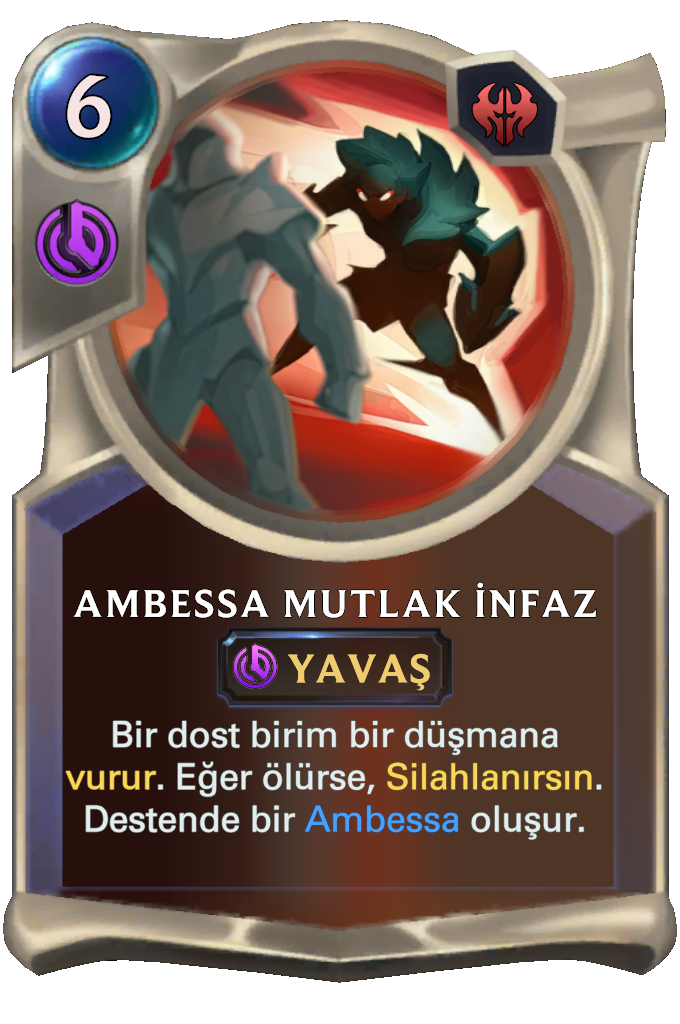 6
AMBESSA MUTLAK İNFAZ
YAVAŞ
Bir dost birim bir düşmana
vurur. Eğer ölürse, Silahlanırsın.
Destende bir Ambessa oluşur.